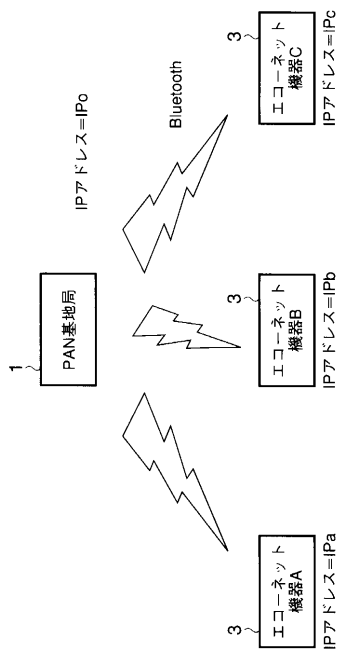 1
PAN基地局
IPアドレス=IPo
Bluetooth
3
エコーネット
機器A
IPアドレス=IPa
3
エコーネット
機器B
IPアドレス=IPb
3
エコーネット
機器C
IPアドレス=IPc